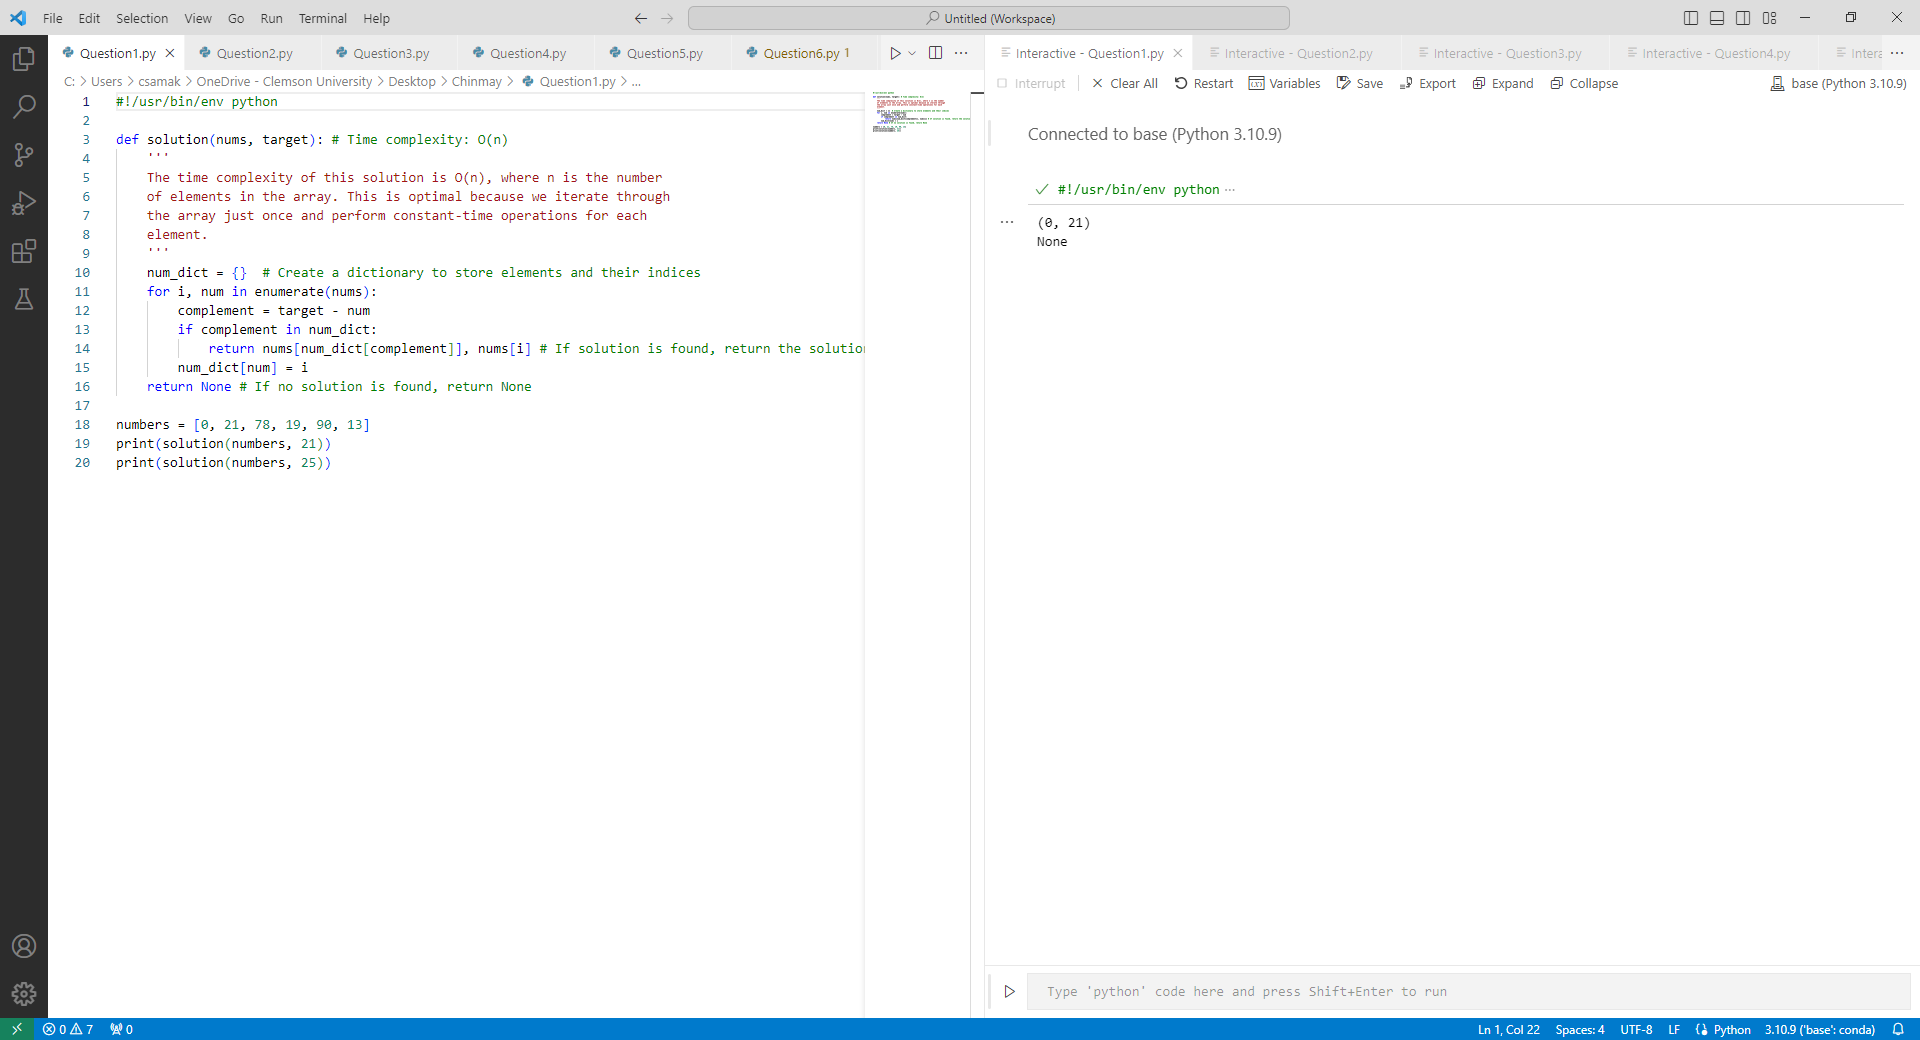 File Edit Selection View Go Run Terminal Help
Untitled (Workspace)
Question1.py Question2.py Question3.py Question4.py Question5.py Question6.py 1
C: > Users > csamak > OneDrive - Clemson University > Desktop > Chinmay > Question1.py > ...
1 #!/usr/bin/env python
2
3 def solution(nums, target): # Time complexity: O(n)
4 '''
5 The time complexity of this solution is O(n), where n is the number
6 of elements in the array. This is optimal because we iterate through
7 the array just once and perform constant-time operations for each
8 element.
9 '''
10 num_dict = {}  # Create a dictionary to store elements and their indices
11 for i, num in enumerate(nums):
12 complement = target - num
13 if complement in num_dict:
14 return nums[num_dict[complement]], nums[i] # If solution is found, return the solution
15 num_dict[num] = i
16 return None # If no solution is found, return None
17
18 numbers = [0, 21, 78, 19, 90, 13]
19 print(solution(numbers, 21))
20 print(solution(numbers, 25))
Interactive - Question1.py Interactive - Question2.py Interactive - Question3.py Interactive - Question4.py Intera
Interrupt Clear All Restart Variables Save Export Expand Collapse base (Python 3.10.9)
Connected to base (Python 3.10.9)
#!/usr/bin/env python ...
(0, 21)
None
Type 'python' code here and press Shift+Enter to run
0 7 0 Ln 1, Col 22 Spaces: 4 UTF-8 LF Python 3.10.9 ('base': conda)